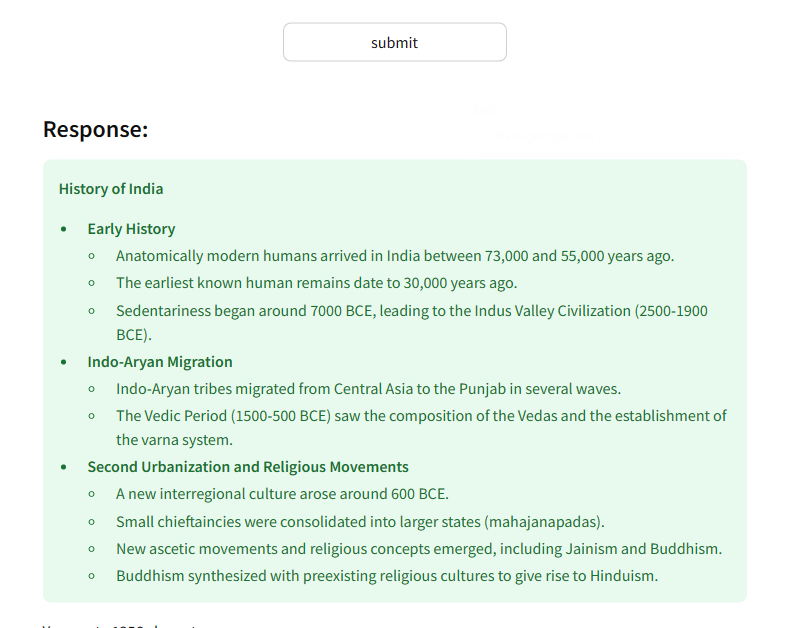 submit
Response:
History of India
Early History
Anatomically modern humans arrived in India between 73,000 and 55,000 years ago.
The earliest known human remains date to 30,000 years ago.
Sedentariness began around 7000 BCE, leading to the Indus Valley Civilization (2500-1900
BCE).
Indo-Aryan Migration
Indo-Aryan tribes migrated from Central Asia to the Punjab in several waves.
The Vedic Period (1500-500 BCE) saw the composition of the Vedas and the establishment of
the varna system.
Second Urbanization and Religious Movements
A new interregional culture arose around 600 BCE.
Small chieftaincies were consolidated into larger states (mahajanapadas).
New ascetic movements and religious concepts emerged, including Jainism and Buddhism.
Buddhism synthesized with preexisting religious cultures to give rise to Hinduism.